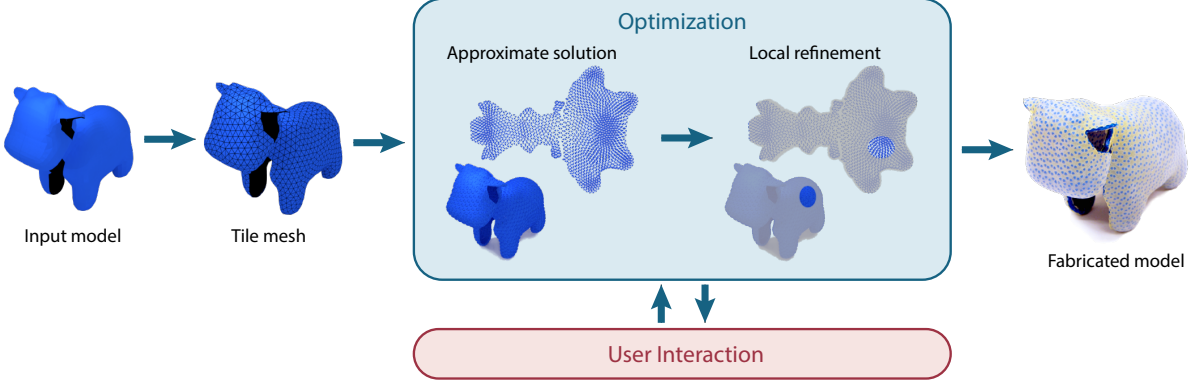 Optimization
Approximate solution
Local refinement
Input model
Tile mesh
Fabricated model
User Interaction